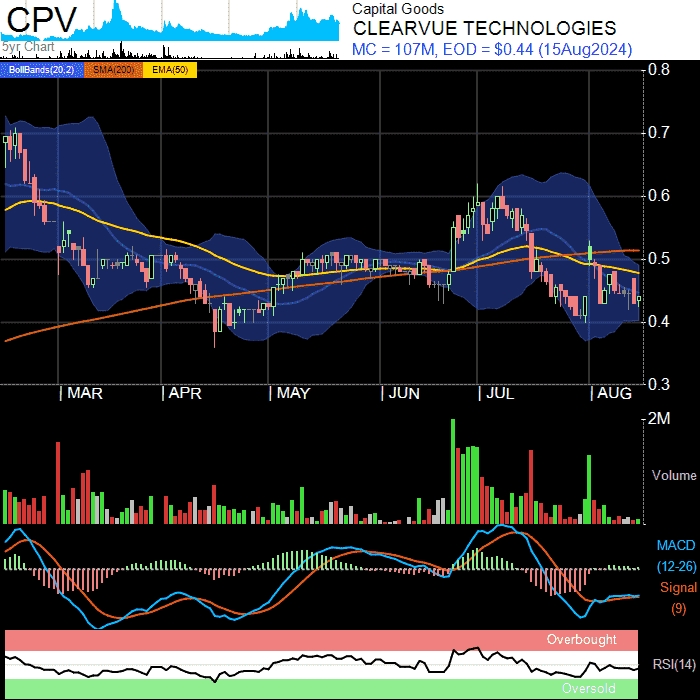 CPV
5yr Chart
Capital Goods
CLEARVUE TECHNOLOGIES
MC = 107M, EOD = $0.44 (15Aug2024)
BollBands(20,2) SMA(200) EMA(50)
0.8
0.7
0.6
0.5
0.4
0.3
| MAR | APR | MAY | JUN | JUL | AUG
2M
Volume
MACD
(12-26)
Signal
(9)
Overbought
RSI(14)
Oversold